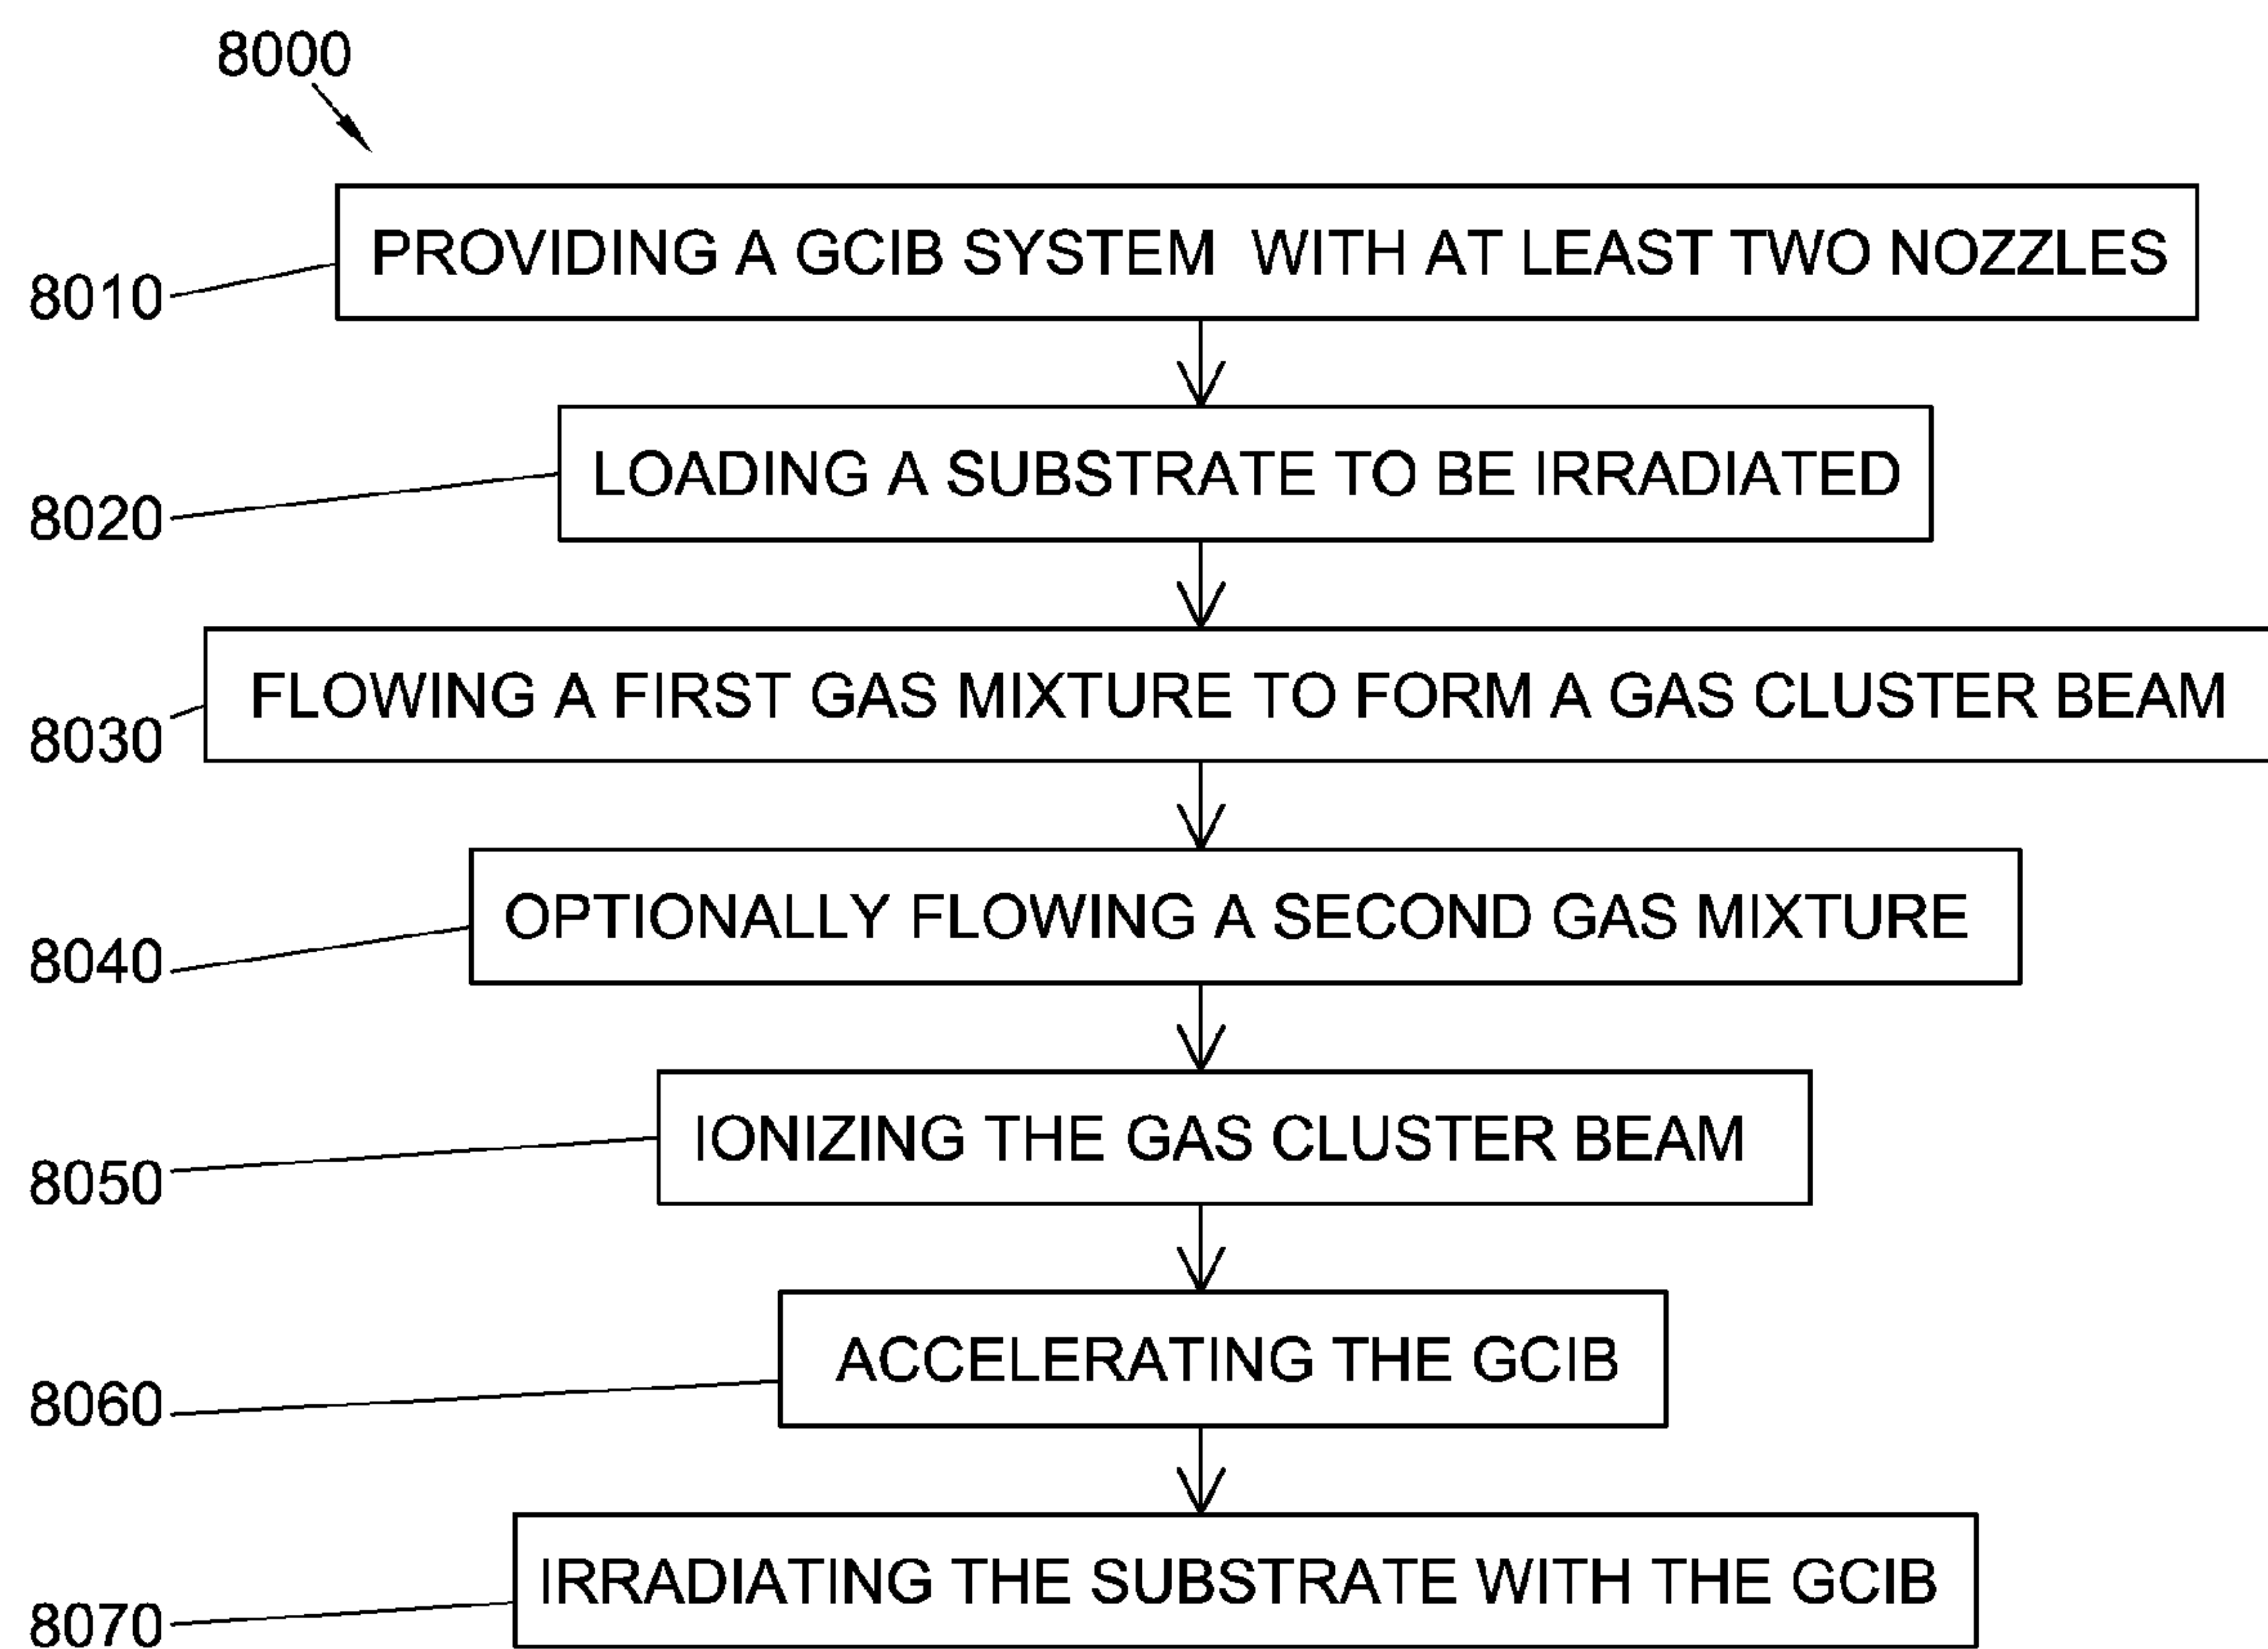 8000
PROVIDING A GCIB SYSTEM WITH AT LEAST TWO NOZZLES
8010
LOADING A SUBSTRATE TO BE IRRADIATED
8020
FLOWING A FIRST GAS MIXTURE TO FORM A GAS CLUSTER BEAM
8030
OPTIONALLY FLOWING A SECOND GAS MIXTURE
8040
IONIZING THE GAS CLUSTER BEAM
8050
ACCELERATING THE GCIB
8060
IRRADIATING THE SUBSTRATE WITH THE GCIB
8070